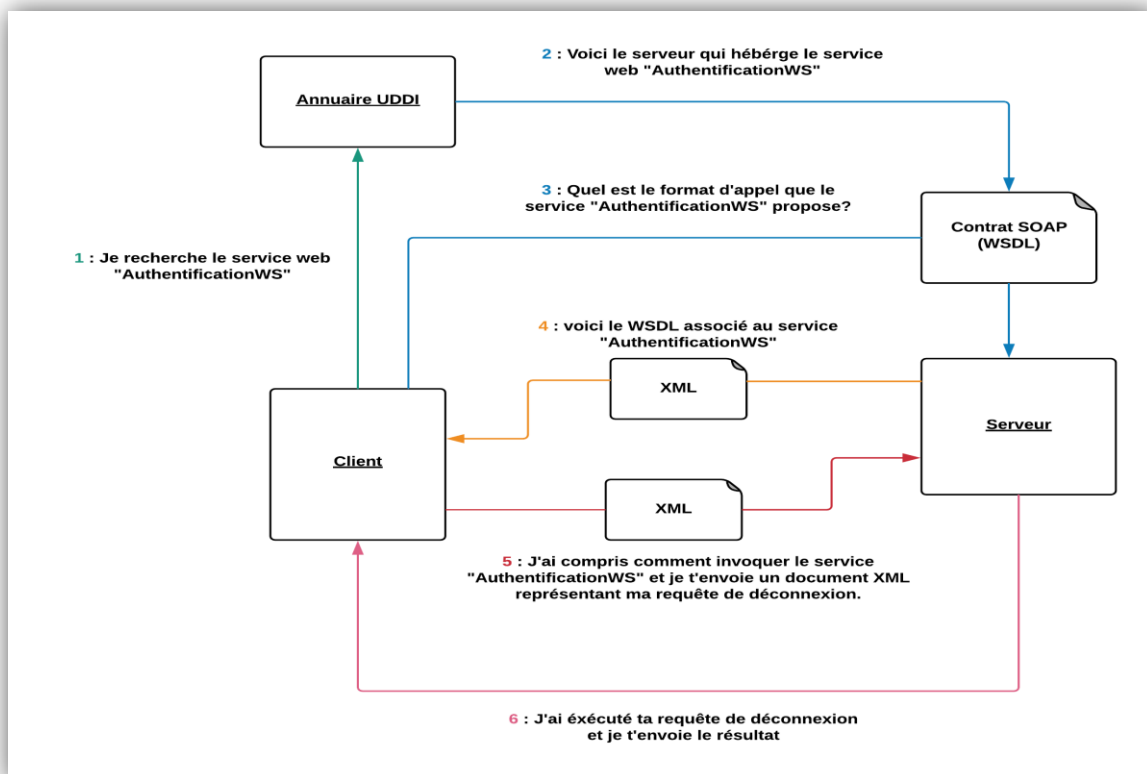 2 : Voici le serveur qui hébérge le service
web "AuthentificationWS"
Annuaire UDDI
3 : Quel est le format d'appel que le
service "AuthentificationWS" propose?
Contrat SOAP
(WSDL)
1 : Je recherche le service web
"AuthentificationWS"
4 : voici le WSDL associé au service
"AuthentificationWS"
XML
Serveur
Client
XML
5 : J'ai compris comment invoquer le service
"AuthentificationWS" et je t'envoie un document XML
représentant ma requête de déconnexion.
6 : J'ai éxécuté ta requête de déconnexion
et je t'envoie le résultat